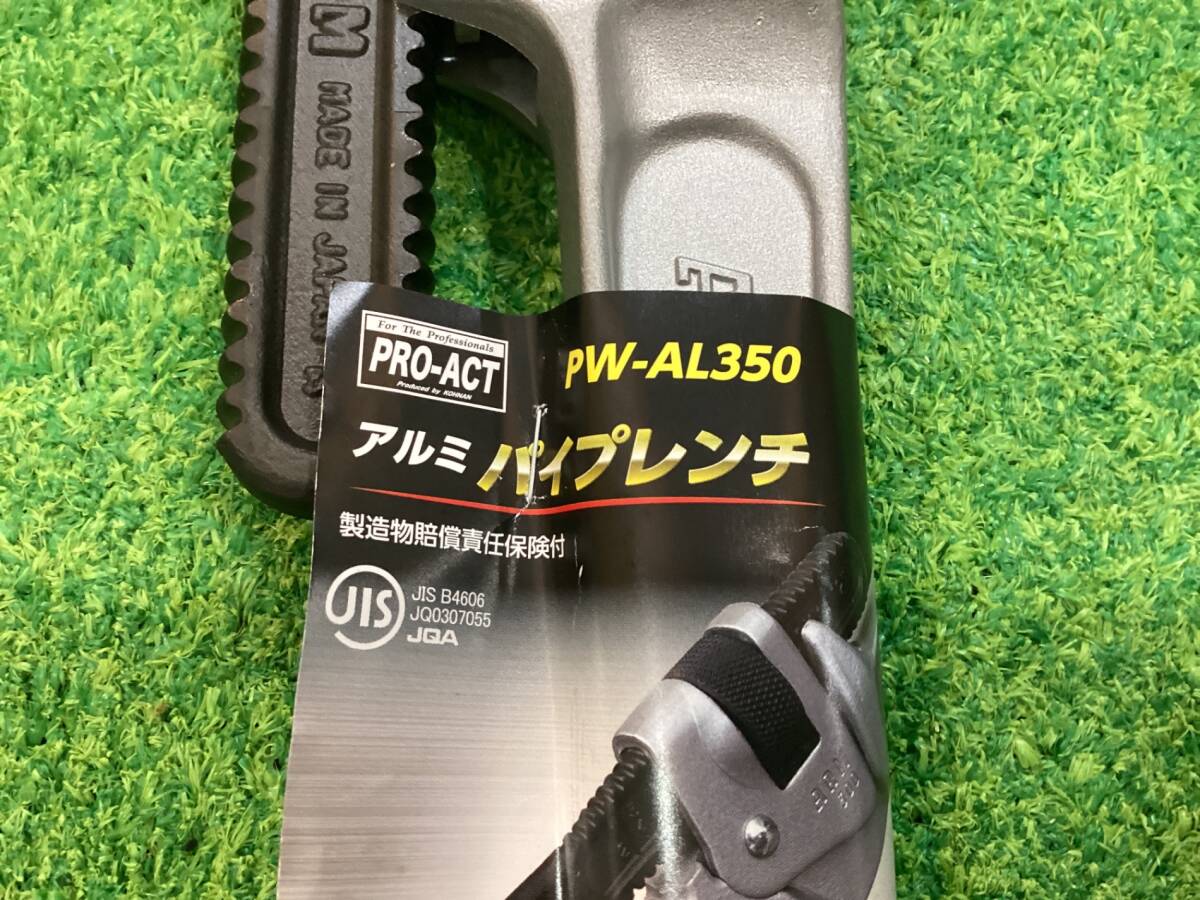 M MADE IN JAPAN
For The Professionals
PRO-ACT
Produced by KOHNAN
PW-AL350
アルミ パイプレンチ
製造物賠償責任保険付
JIS
JIS B4606
JQ0307055
JQA